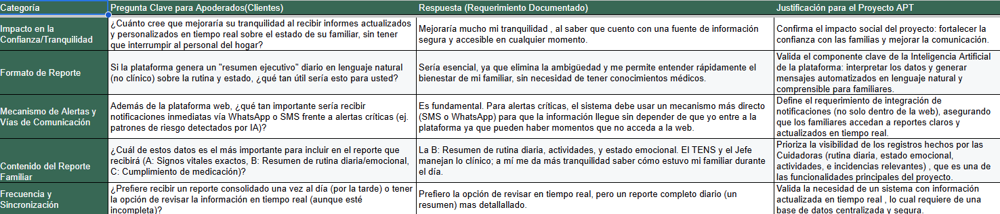 Categoría
Pregunta Clave para Apoderados(Clientes)
Respuesta (Requerimiento Documentado)
Justificación para el Proyecto APT
Impacto en la
Confianza/Tranquilidad
¿Cuánto cree que mejoraría su tranquilidad al recibir informes actualizados
y personalizados en tiempo real sobre el estado de su familiar, sin tener
que interrumpir al personal del hogar?
Mejoraría mucho mi tranquilidad , al saber que cuento con una fuente de información
segura y accesible en cualquier momento.
Confirma el impacto social del proyecto: fortalecer la
confianza con las familias y mejorar la comunicación.
Formato de Reporte
Si la plataforma genera un "resumen ejecutivo" diario en lenguaje natural
(no clínico) sobre la rutina y estado, ¿qué tan útil sería esto para usted?
Sería esencial, ya que elimina la ambigüedad y me permite entender rápidamente el
bienestar de mi familiar, sin necesidad de tener conocimientos médicos.
Valida el componente clave de la Inteligencia Artificial
de la plataforma: interpretar los datos y generar
mensajes automatizados en lenguaje natural y
comprensible para familiares.
Mecanismo de Alertas y
Vías de Comunicación
Además de la plataforma web, ¿qué tan importante sería recibir
notificaciones inmediatas vía WhatsApp o SMS frente a alertas críticas (ej.
patrones de riesgo detectados por IA)?
Es fundamental. Para alertas críticas, el sistema debe usar un mecanismo más directo
(SMS o WhatsApp) para que la información llegue sin depender de que yo entre a la
plataforma ya que pueden haber momentos que no acceda a la web.
Define el requerimiento de integración de
notificaciones (no solo dentro de la web), asegurando
que los familiares accedan a reportes claros y
actualizados en tiempo real.
Contenido del Reporte
Familiar
¿Cuál de estos datos es el más importante para incluir en el reporte que
recibirá (A: Signos vitales exactos, B: Resumen de rutina diaria/emocional,
C: Cumplimiento de medicación)?
La B: Resumen de rutina diaria, actividades, y estado emocional. El TENS y el Jefe
manejan lo clínico; a mí me da más tranquilidad saber cómo estuvo mi familiar durante
el día.
Prioriza la visibilidad de los registros hechos por las
Cuidadoras (rutina diaria, estado emocional,
actividades, e incidencias relevantes) , que es una de
las funcionalidades principales del proyecto.
Frecuencia y
Sincronización
¿Prefiere recibir un reporte consolidado una vez al día (por la tarde) o tener
la opción de revisar la información en tiempo real (aunque esté
incompleta)?
Prefiero la opción de revisar en tiempo real, pero un reporte completo diario (un
resumen) mas detallallado.
Valida la necesidad de un sistema con información
actualizada en tiempo real , lo cual requiere de una
base de datos centralizada y segura.